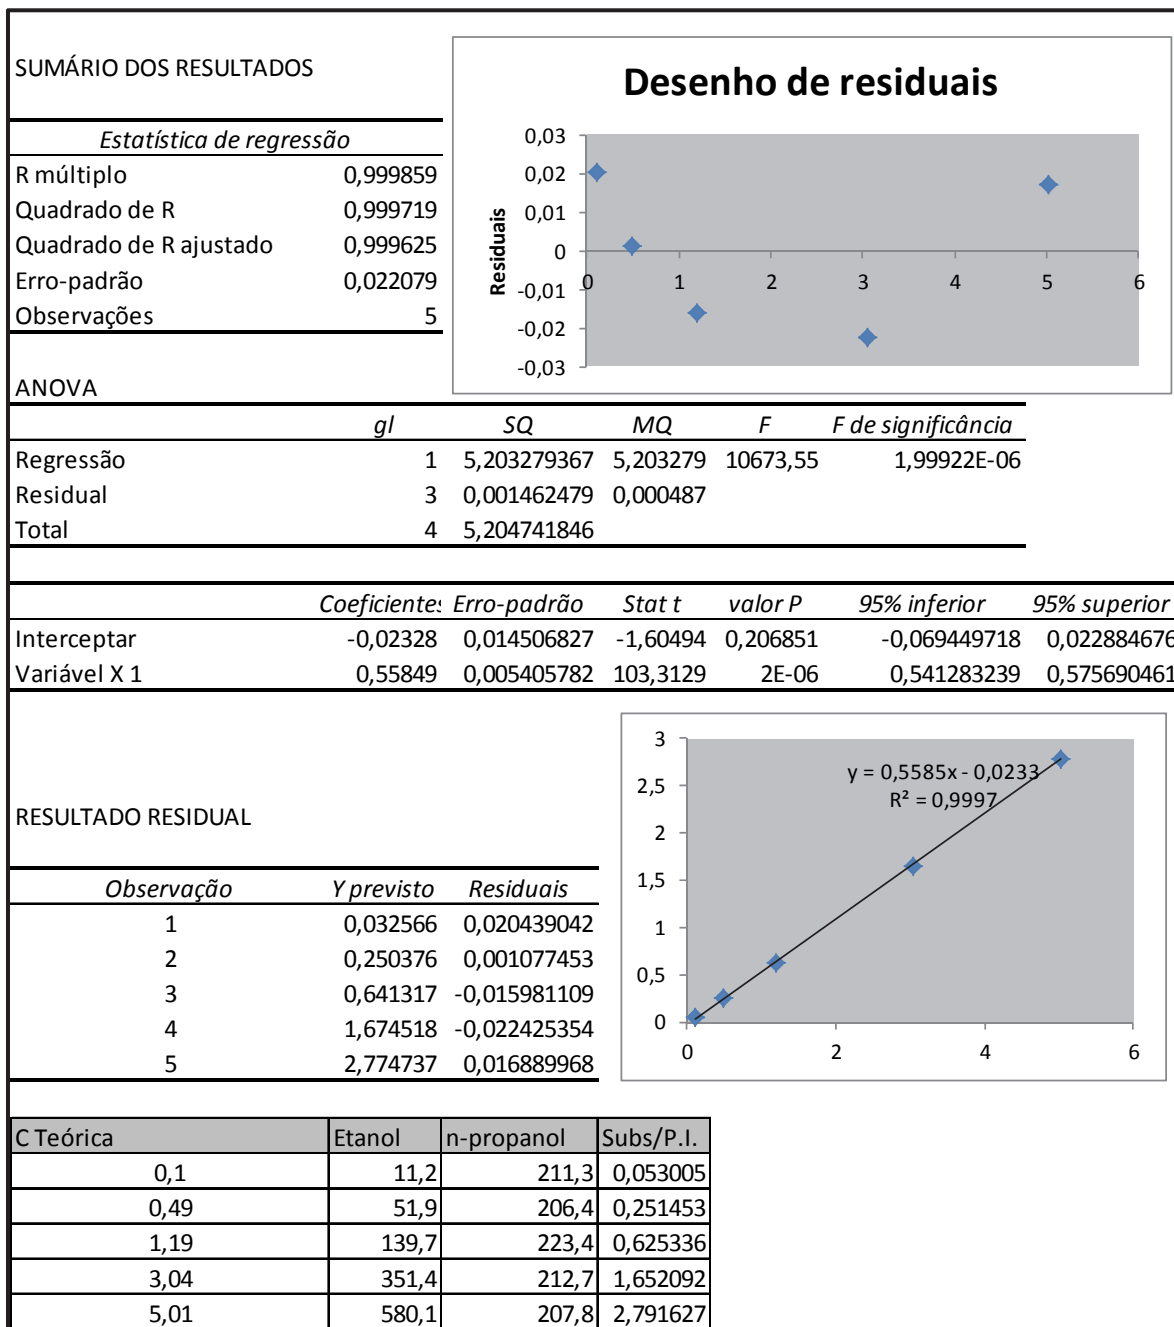 SUMÁRIO DOS RESULTADOS
Estatística de regressão
R múltiplo 0,999859
Quadrado de R 0,999719
Quadrado de R ajustado 0,999625
Erro-padrão 0,022079
Observações 5
Desenho de residuais
Residuais
0,03
0,02
0,01
0
-0,01
-0,02
-0,03
0 1 2 3 4 5 6
ANOVA
gl SQ MQ F F de significância
Regressão 1 5,203279367 5,203279 10673,55 1,99922E-06
Residual 3 0,001462479 0,000487
Total 4 5,204741846
Coeficientes Erro-padrão Stat t valor P 95% inferior 95% superior
Interceptar -0,02328 0,014506827 -1,60494 0,206851 -0,069449718 0,022884676
Variável X 1 0,55849 0,005405782 103,3129 2E-06 0,541283239 0,575690461
RESULTADO RESIDUAL
Observação Y previsto Residuais
1 0,032566 0,020439042
2 0,250376 0,001077453
3 0,641317 -0,015981109
4 1,674518 -0,022425354
5 2,774737 0,016889968
3
2,5
2
1,5
1
0,5
0
0 2 4 6
y = 0,5585x - 0,0233
R² = 0,9997
C Teórica Etanol n-propanol Subs/P.I.
0,1 11,2 211,3 0,053005
0,49 51,9 206,4 0,251453
1,19 139,7 223,4 0,625336
3,04 351,4 212,7 1,652092
5,01 580,1 207,8 2,791627